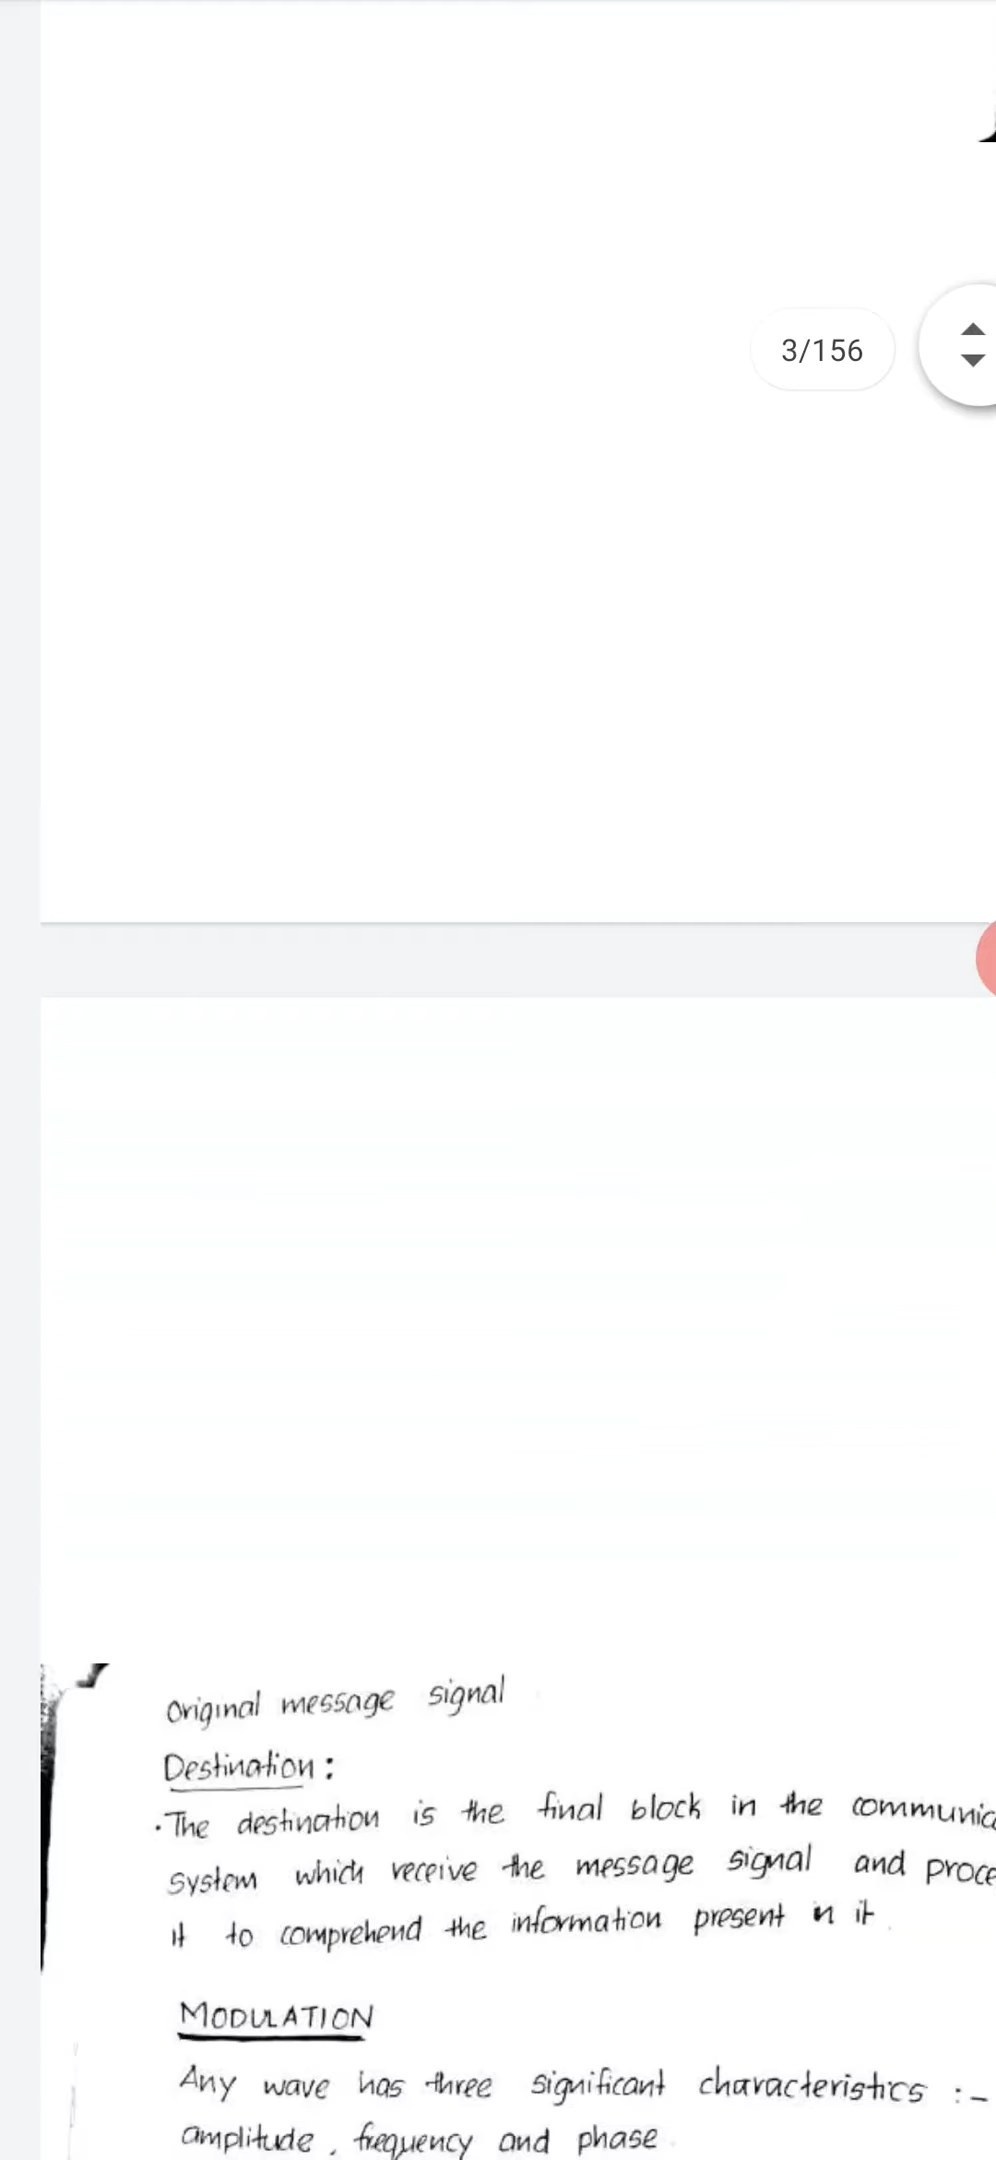 3/156
Original message signal
Destination :
· The destination is the final block in the communic
system which receive the message signal and proce
it to comprehend the information present in it.
MODULATION
Any wave has three significant characteristics :-
amplitude, frequency and phase